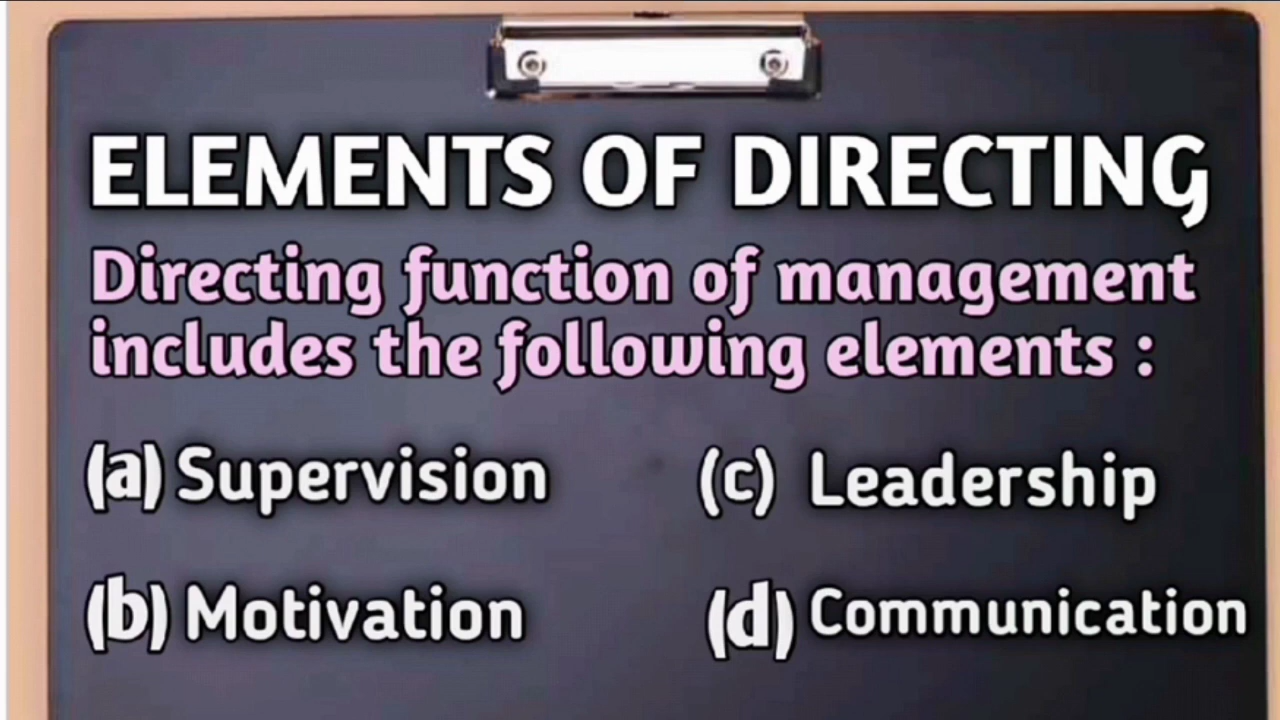 ELEMENTS OF DIRECTING
Directing function of management
includes the following elements :
(a) Supervision
(b) Motivation
(c) Leadership
(d) Communication